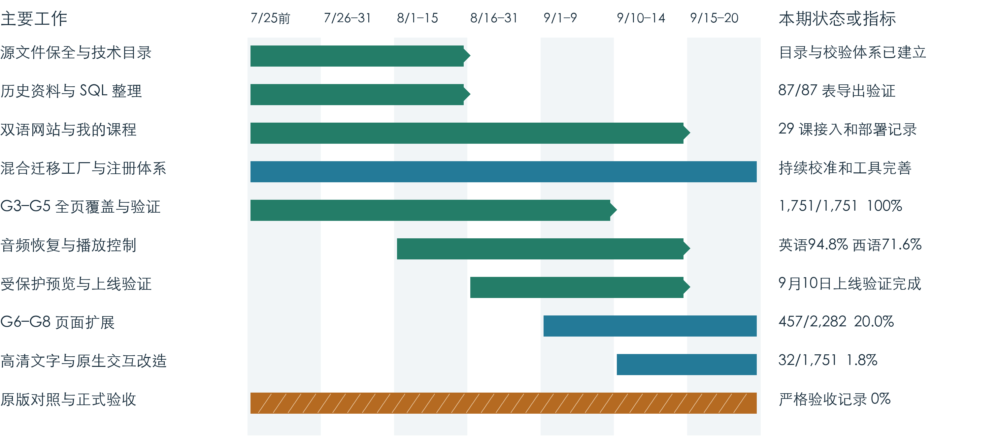 主要工作 7/25前 7/26–31 8/1–15 8/16–31 9/1–9 9/10–14 9/15–20 本期状态或指标
源文件保全与技术目录 目录与校验体系已建立
历史资料与 SQL 整理 87/87 表导出验证
双语网站与我的课程 29 课接入和部署记录
混合迁移工厂与注册体系 持续校准和工具完善
G3–G5 全页覆盖与验证 1,751/1,751 100%
音频恢复与播放控制 英语94.8% 西语71.6%
受保护预览与上线验证 9月10日上线验证完成
G6–G8 页面扩展 457/2,282 20.0%
高清文字与原生交互改造 32/1,751 1.8%
原版对照与正式验收 严格验收记录 0%